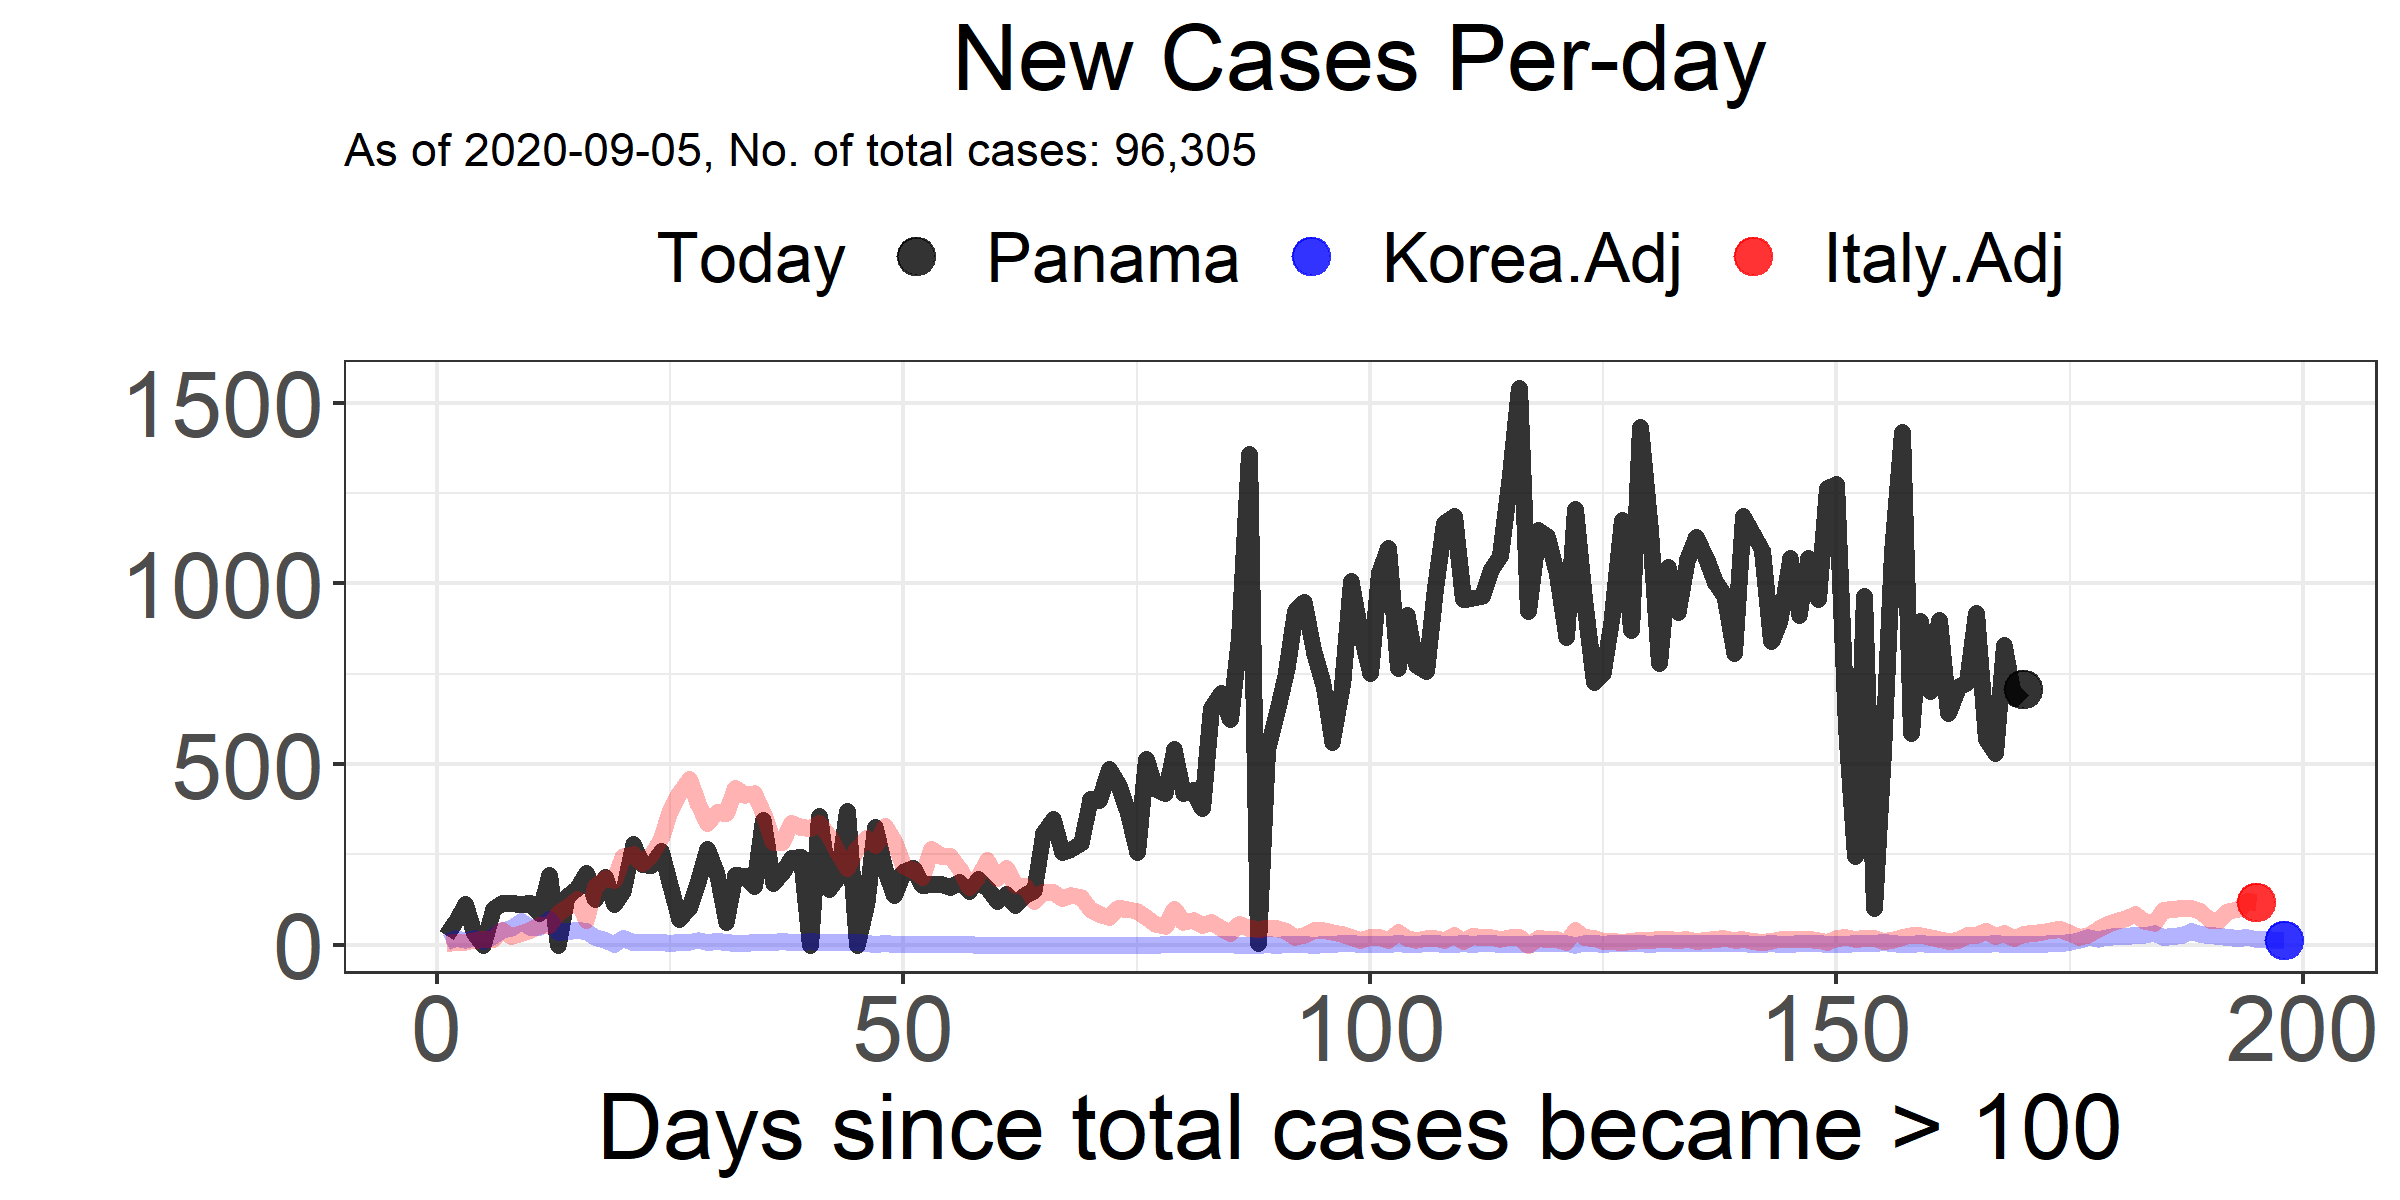 New Cases Per-day
As of 2020-09-05, No. of total cases: 96,305
Today Panama Korea.Adj Italy.Adj
1500
1000
500
0
0 50 100 150 200
Days since total cases became > 100